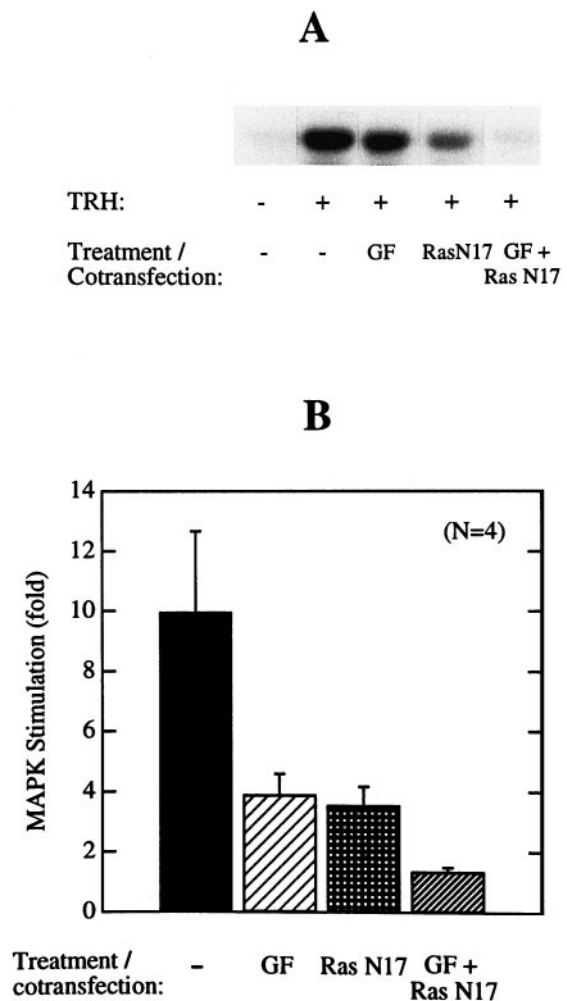 A
TRH: - + + + +
Treatment / - - GF RasN17 GF +
Cotransfection: Ras N17
B
14
(N=4)
12
10
8
6
4
2
0
MAPK Stimulation (fold)
Treatment / – GF Ras N17 GF +
cotransfection: Ras N17